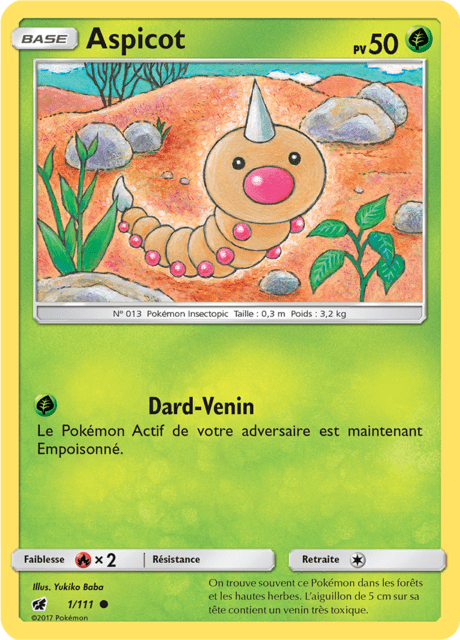 BASE Aspicot PV 50
N° 013 Pokémon Insectopic Taille : 0,3 m Poids : 3,2 kg
Dard-Venin
Le Pokémon Actif de votre adversaire est maintenant
Empoisonné.
Faiblesse × 2 Résistance Retraite
Illus. Yukiko Baba
1/111
©2017 Pokémon
On trouve souvent ce Pokémon dans les forêts
et les hautes herbes. L'aiguillon de 5 cm sur sa
tête contient un venin très toxique.